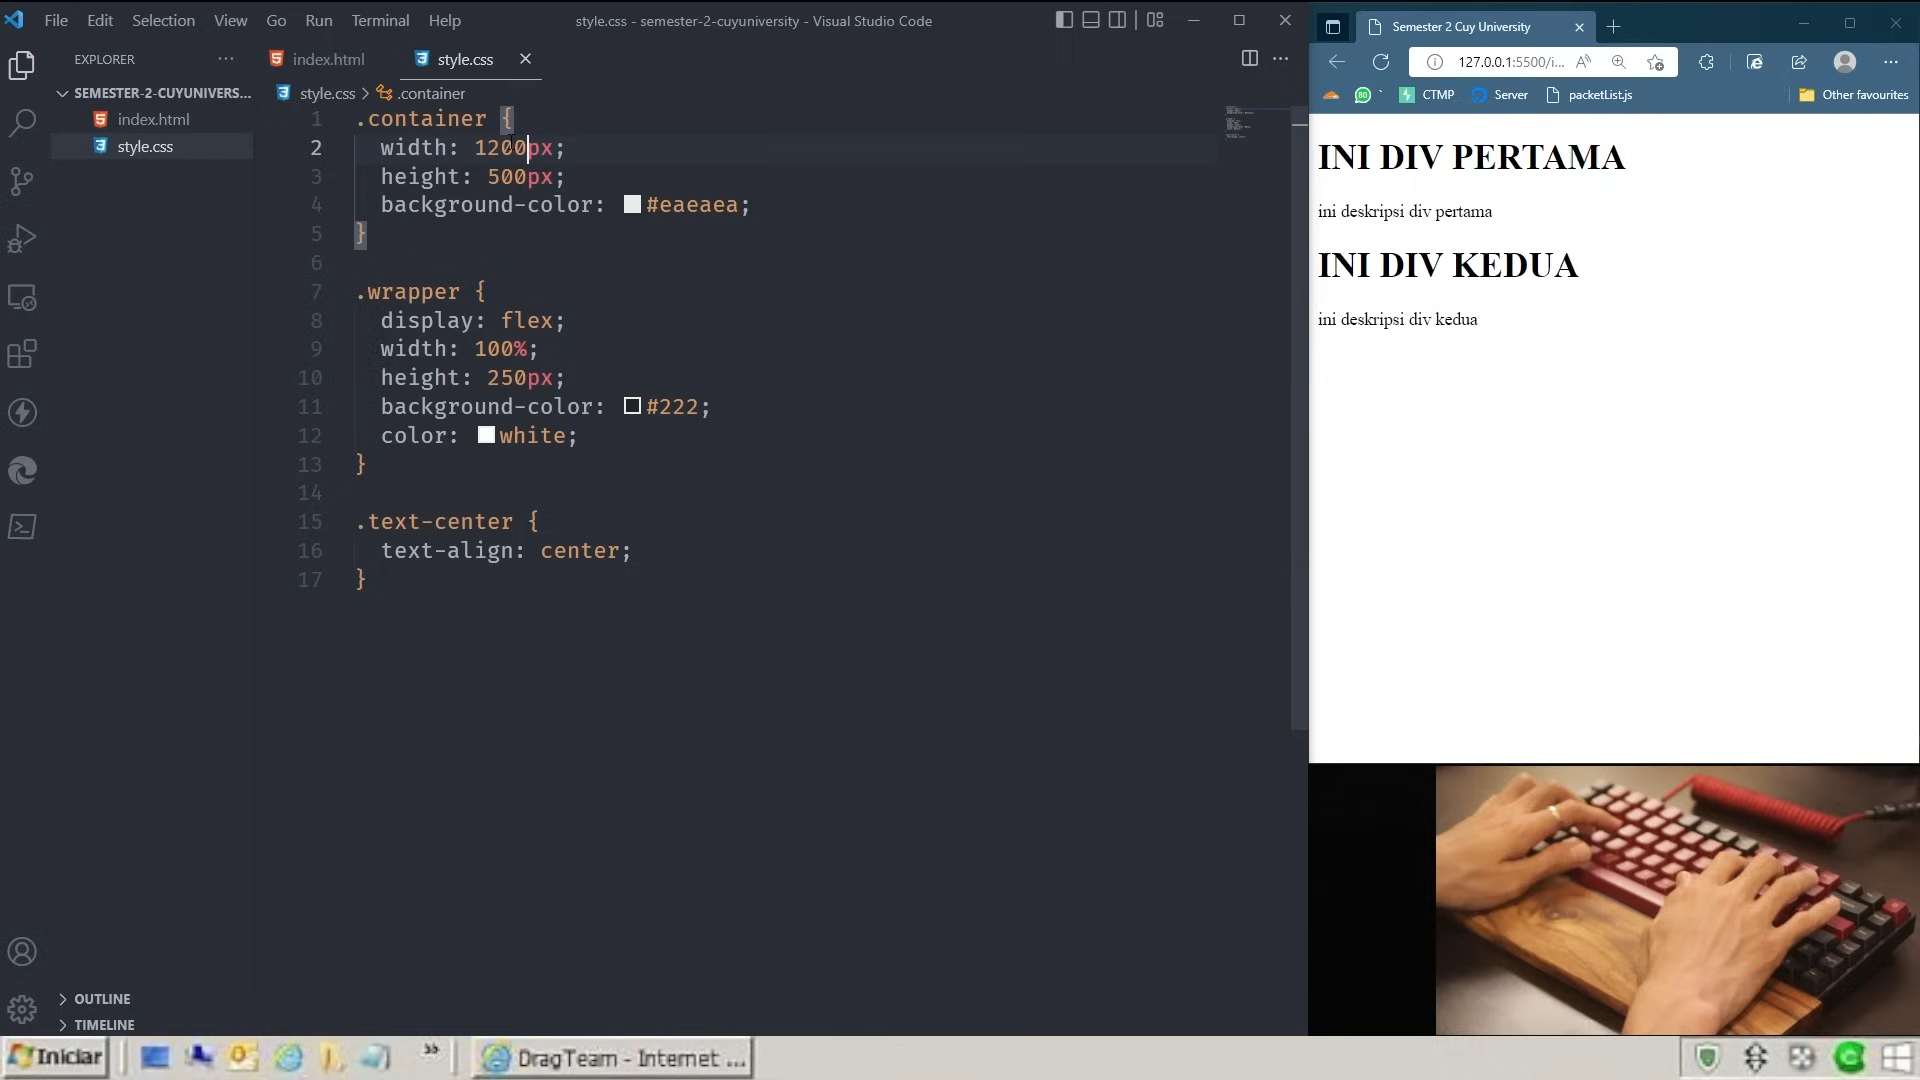 File Edit Selection View Go Run Terminal Help
style.css - semester-2-cuyuniversity - Visual Studio Code
EXPLORER
SEMESTER-2-CUYUNIVERS...
index.html
style.css
index.html
style.css
style.css > .container
1 .container {
2 width: 1200px;
3 height: 500px;
4 background-color: #eaeaea;
5 }
6
7 .wrapper {
8 display: flex;
9 width: 100%;
10 height: 250px;
11 background-color: #222;
12 color: white;
13 }
14
15 .text-center {
16 text-align: center;
17 }
OUTLINE
TIMELINE
Semester 2 Cuy University
127.0.0.1:5500/i...
80 CTMP Server packetList.js Other favourites
INI DIV PERTAMA
ini deskripsi div pertama
INI DIV KEDUA
ini deskripsi div kedua
Iniciar
DragTeam - Internet ...